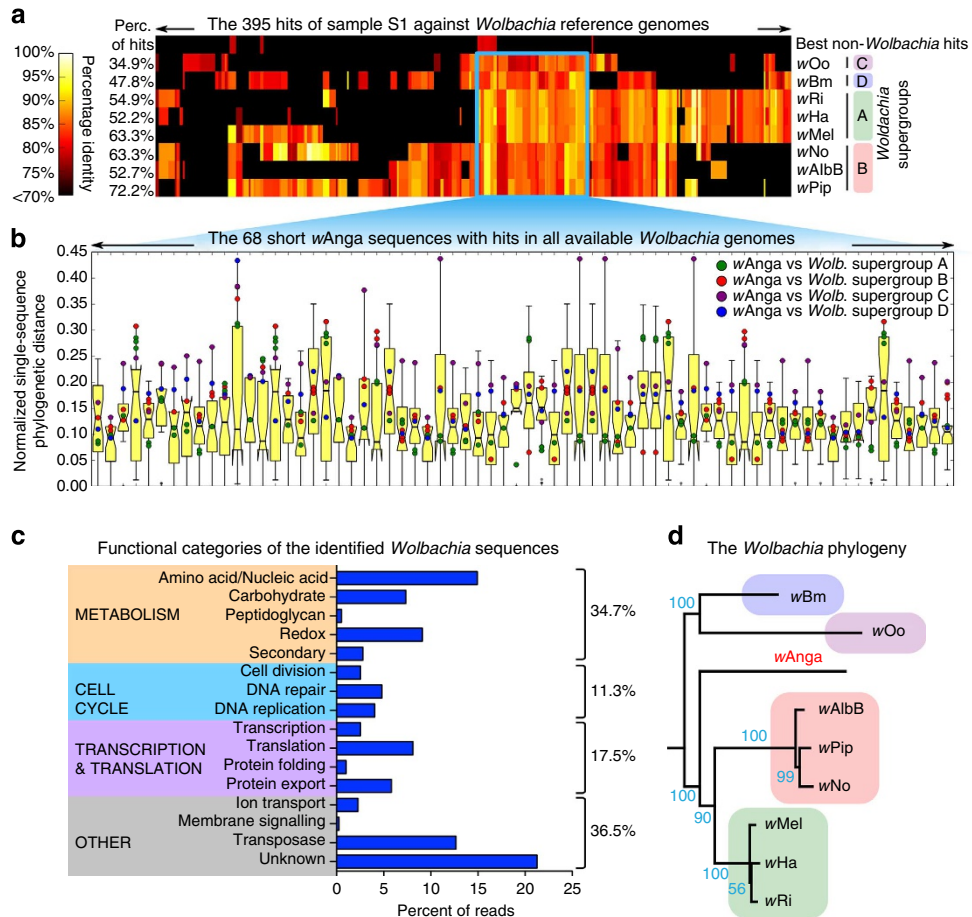 a
Perc. of hits
The 395 hits of sample S1 against Wolbachia reference genomes
100%
95%
90%
85%
80%
75%
<70%
Percentage identity
34.9%
47.8%
54.9%
52.2%
63.3%
63.3%
52.7%
72.2%
Best non-Wolbachia hits
wOo
C
wBm
D
wRi
wHa
wMel
A
wNo
wAlbB
wPip
B
Woldachia
supergroups
b
The 68 short wAnga sequences with hits in all available Wolbachia genomes
Normalized single-sequence
phylogenetic distance
0.45
0.35
0.30
0.25
0.20
0.15
0.10
0.05
0.00
wAnga vs Wolb. supergroup A
wAnga vs Wolb. supergroup B
wAnga vs Wolb. supergroup C
wAnga vs Wolb. supergroup D
c
Functional categories of the identified Wolbachia sequences
METABOLISM
Amino acid/Nucleic acid
Carbohydrate
Peptidoglycan
Redox
Secondary
34.7%
CELL
CYCLE
Cell division
DNA repair
DNA replication
11.3%
TRANSCRIPTION
& TRANSLATION
Transcription
Translation
Protein folding
Protein export
17.5%
OTHER
Ion transport
Membrane signalling
Transposase
Unknown
36.5%
0 5 10 15 20 25
Percent of reads
d
The Wolbachia phylogeny
100
wBm
wOo
wAnga
wAlbB
100
wPip
99
wNo
100
90
wMel
wHa
100
56
wRi